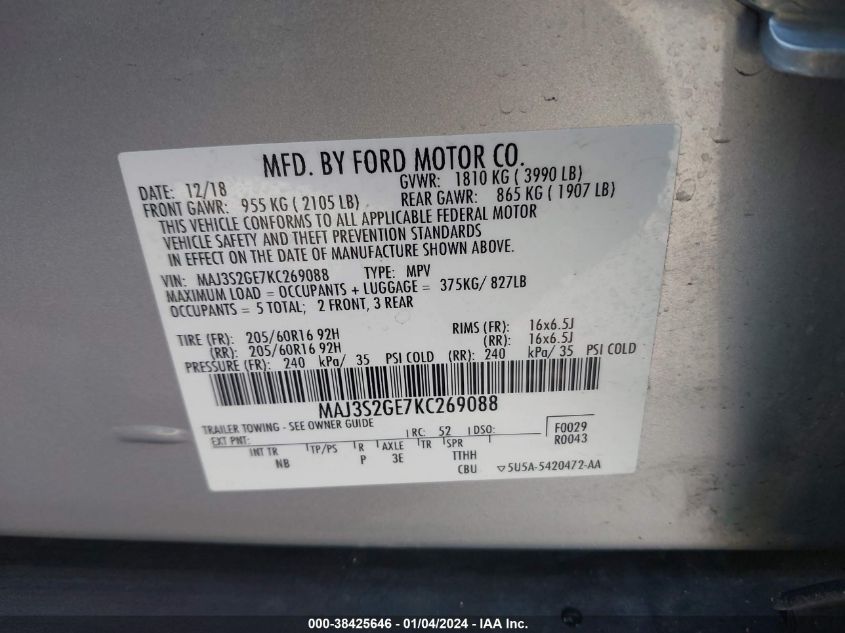 MFD. BY FORD MOTOR CO.
DATE: 12/18 GVWR: 1810 KG ( 3990 LB)
FRONT GAWR: 955 KG ( 2105 LB) REAR GAWR: 865 KG ( 1907 LB)
THIS VEHICLE CONFORMS TO ALL APPLICABLE FEDERAL MOTOR
VEHICLE SAFETY AND THEFT PREVENTION STANDARDS
IN EFFECT ON THE DATE OF MANUFACTURE SHOWN ABOVE.
VIN: MAJ3S2GE7KC269088 TYPE: MPV
MAXIMUM LOAD = OCCUPANTS + LUGGAGE = 375KG/ 827LB
OCCUPANTS = 5 TOTAL; 2 FRONT, 3 REAR
TIRE (FR): 205/60R16 92H RIMS (FR): 16x6.5J
(RR): 205/60R16 92H (RR): 16x6.5J
PRESSURE (FR): 240 kPa/ 35 PSI COLD (RR): 240 kPa/ 35 PSI COLD
MAJ3S2GE7KC269088
TRAILER TOWING - SEE OWNER GUIDE
EXT PNT: RC: 52 DSO: F0029
R0043
INT TR TP/PS R AXLE TR SPR
NB P 3E TTHH
CBU 5U5A-5420472-AA
000-38425646 - 01/04/2024 - IAA Inc.